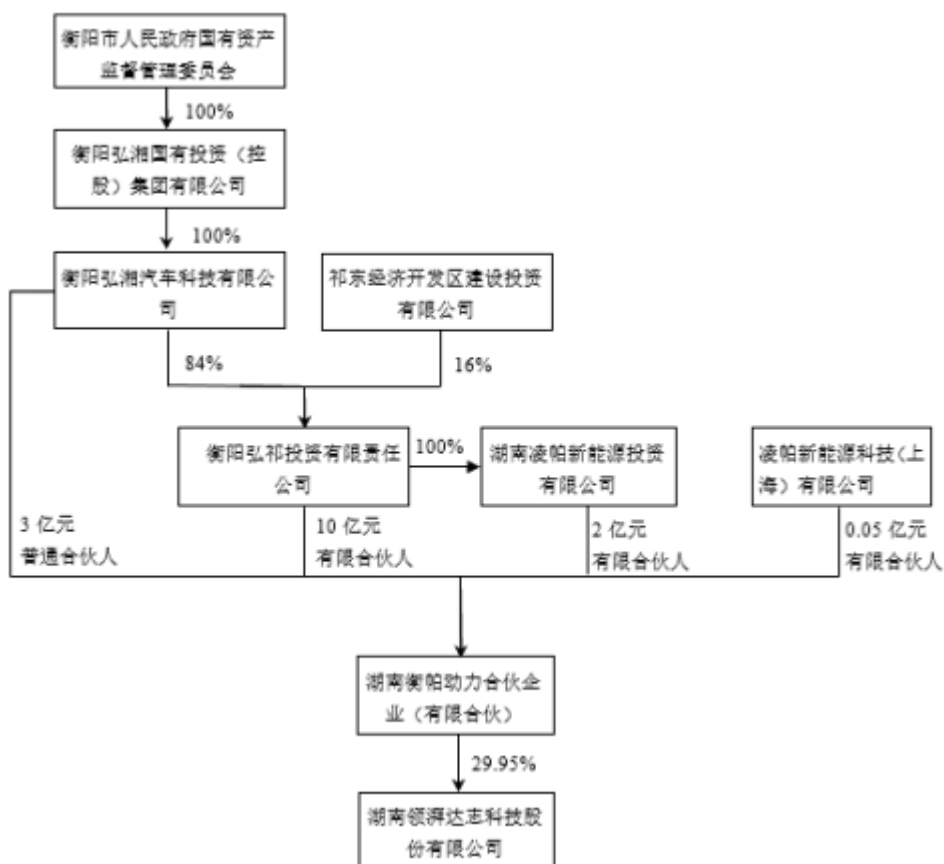 衡阳市人民政府国有资产
监督管理委员会
100%
衡阳弘湘国有投资（控
股）集团有限公司
100%
衡阳弘湘汽车科技有限公
司
祁东经济开发区建设投资
有限公司
84%
16%
衡阳弘祁投资有限责任
公司
100%
湖南凌帕新能源投资
有限公司
凌帕新能源科技（上
海）有限公司
3 亿元
普通合伙人
10 亿元
有限合伙人
2 亿元
有限合伙人
0.05 亿元
有限合伙人
湖南衡帕动力合伙企
业（有限合伙）
29.95%
湖南领湃达志科技股
份有限公司